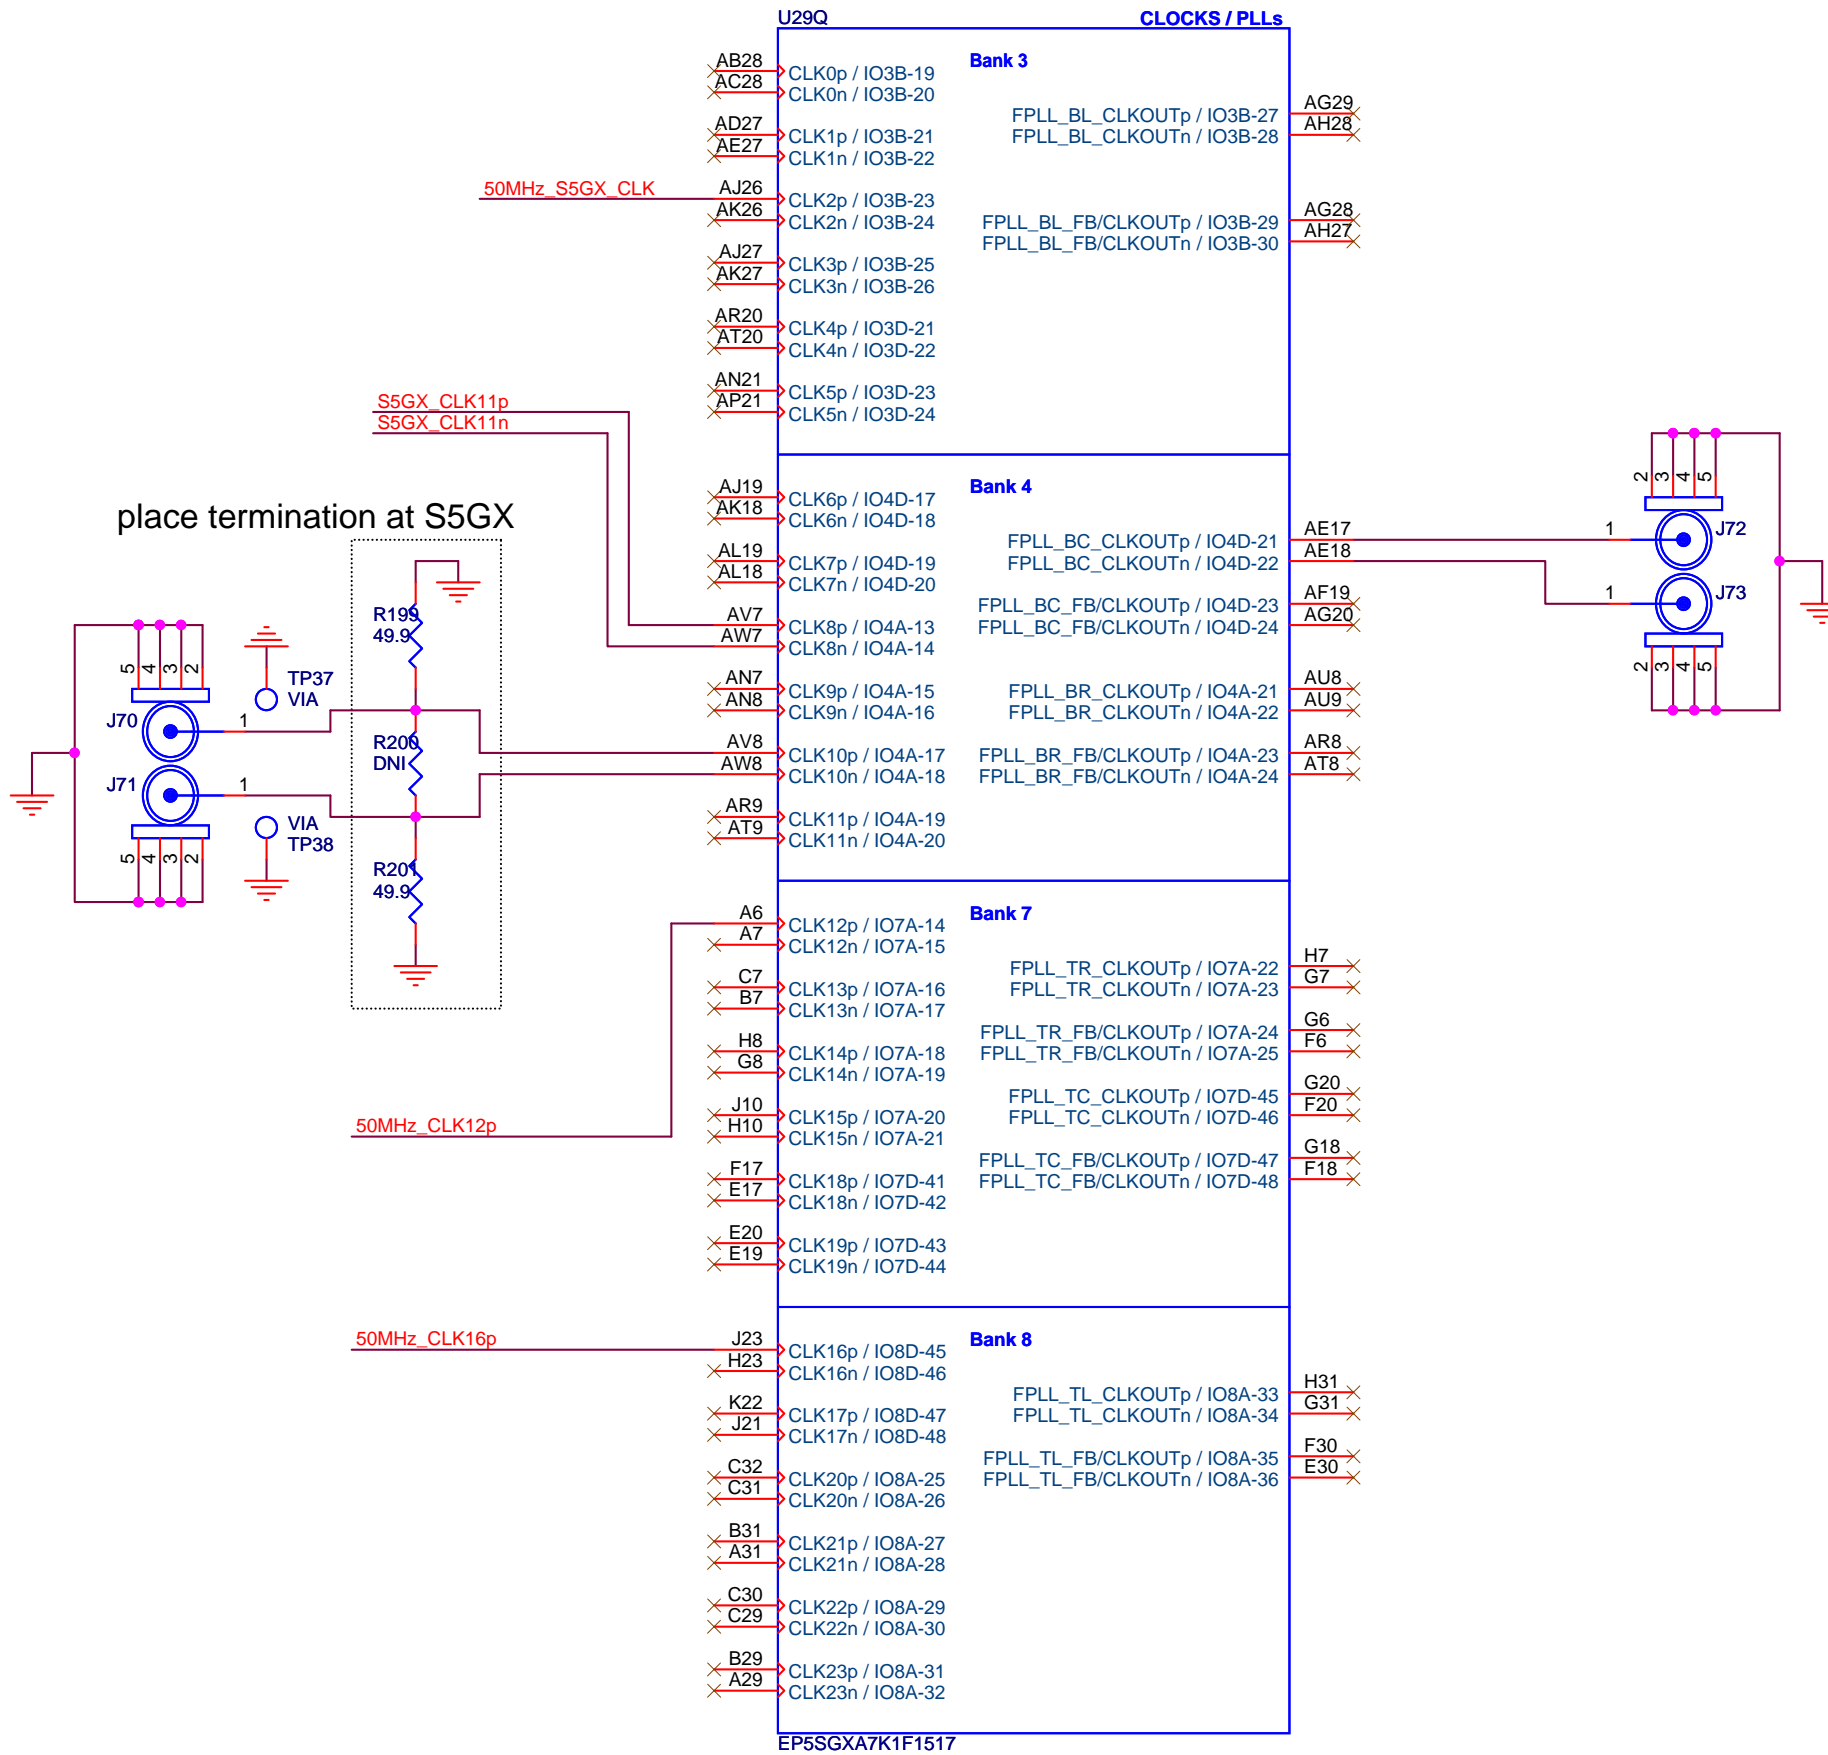 U29Q
CLOCKS / PLLs
Bank 3
AB28 CLK0p / IO3B-19
AC28 CLK0n / IO3B-20
AD27 CLK1p / IO3B-21
AE27 CLK1n / IO3B-22
50MHz_S5GX_CLK AJ26 CLK2p / IO3B-23
AK26 CLK2n / IO3B-24
AJ27 CLK3p / IO3B-25
AK27 CLK3n / IO3B-26
AR20 CLK4p / IO3D-21
AT20 CLK4n / IO3D-22
AN21 CLK5p / IO3D-23
AP21 CLK5n / IO3D-24
FPLL_BL_CLKOUTp / IO3B-27 AG29
FPLL_BL_CLKOUTn / IO3B-28 AH28
FPLL_BL_FB/CLKOUTp / IO3B-29 AG28
FPLL_BL_FB/CLKOUTn / IO3B-30 AH27
S5GX_CLK11p
S5GX_CLK11n
Bank 4
AJ19 CLK6p / IO4D-17
AK18 CLK6n / IO4D-18
AL19 CLK7p / IO4D-19
AL18 CLK7n / IO4D-20
AV7 CLK8p / IO4A-13
AW7 CLK8n / IO4A-14
AN7 CLK9p / IO4A-15
AN8 CLK9n / IO4A-16
AV8 CLK10p / IO4A-17
AW8 CLK10n / IO4A-18
AR9 CLK11p / IO4A-19
AT9 CLK11n / IO4A-20
FPLL_BC_CLKOUTp / IO4D-21 AE17
FPLL_BC_CLKOUTn / IO4D-22 AE18
FPLL_BC_FB/CLKOUTp / IO4D-23 AF19
FPLL_BC_FB/CLKOUTn / IO4D-24 AG20
FPLL_BR_CLKOUTp / IO4A-21 AU8
FPLL_BR_CLKOUTn / IO4A-22 AU9
FPLL_BR_FB/CLKOUTp / IO4A-23 AR8
FPLL_BR_FB/CLKOUTn / IO4A-24 AT8
2 3 4 5
1 J72
1 J73
2 3 4 5
place termination at S5GX
R199
49.9
5 4 3 2
TP37
VIA
J70 1
R200
DNI
J71 1
VIA
TP38
5 4 3 2
R201
49.9
Bank 7
A6 CLK12p / IO7A-14
A7 CLK12n / IO7A-15
C7 CLK13p / IO7A-16
B7 CLK13n / IO7A-17
H8 CLK14p / IO7A-18
G8 CLK14n / IO7A-19
J10 CLK15p / IO7A-20
50MHz_CLK12p
H10 CLK15n / IO7A-21
F17 CLK18p / IO7D-41
E17 CLK18n / IO7D-42
E20 CLK19p / IO7D-43
E19 CLK19n / IO7D-44
FPLL_TR_CLKOUTp / IO7A-22 H7
FPLL_TR_CLKOUTn / IO7A-23 G7
FPLL_TR_FB/CLKOUTp / IO7A-24 G6
FPLL_TR_FB/CLKOUTn / IO7A-25 F6
FPLL_TC_CLKOUTp / IO7D-45 G20
FPLL_TC_CLKOUTn / IO7D-46 F20
FPLL_TC_FB/CLKOUTp / IO7D-47 G18
FPLL_TC_FB/CLKOUTn / IO7D-48 F18
Bank 8
50MHz_CLK16p J23 CLK16p / IO8D-45
H23 CLK16n / IO8D-46
K22 CLK17p / IO8D-47
J21 CLK17n / IO8D-48
C32 CLK20p / IO8A-25
C31 CLK20n / IO8A-26
B31 CLK21p / IO8A-27
A31 CLK21n / IO8A-28
C30 CLK22p / IO8A-29
C29 CLK22n / IO8A-30
B29 CLK23p / IO8A-31
A29 CLK23n / IO8A-32
FPLL_TL_CLKOUTp / IO8A-33 H31
FPLL_TL_CLKOUTn / IO8A-34 G31
FPLL_TL_FB/CLKOUTp / IO8A-35 F30
FPLL_TL_FB/CLKOUTn / IO8A-36 E30
EP5SGXA7K1F1517